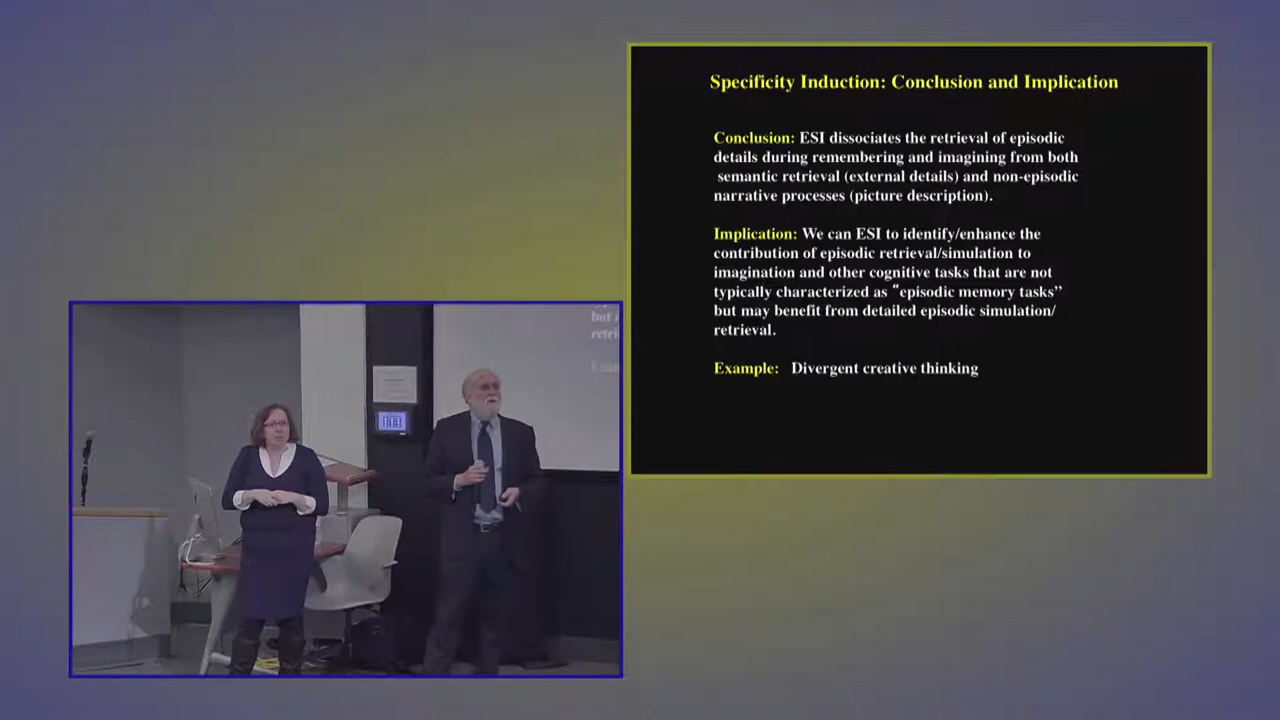 Specificity Induction: Conclusion and Implication
Conclusion: ESI dissociates the retrieval of episodic
details during remembering and imagining from both
semantic retrieval (external details) and non-episodic
narrative processes (picture description).
Implication: We can ESI to identify/enhance the
contribution of episodic retrieval/simulation to
imagination and other cognitive tasks that are not
typically characterized as “episodic memory tasks”
but may benefit from detailed episodic simulation/
retrieval.
Example: Divergent creative thinking
but
retri